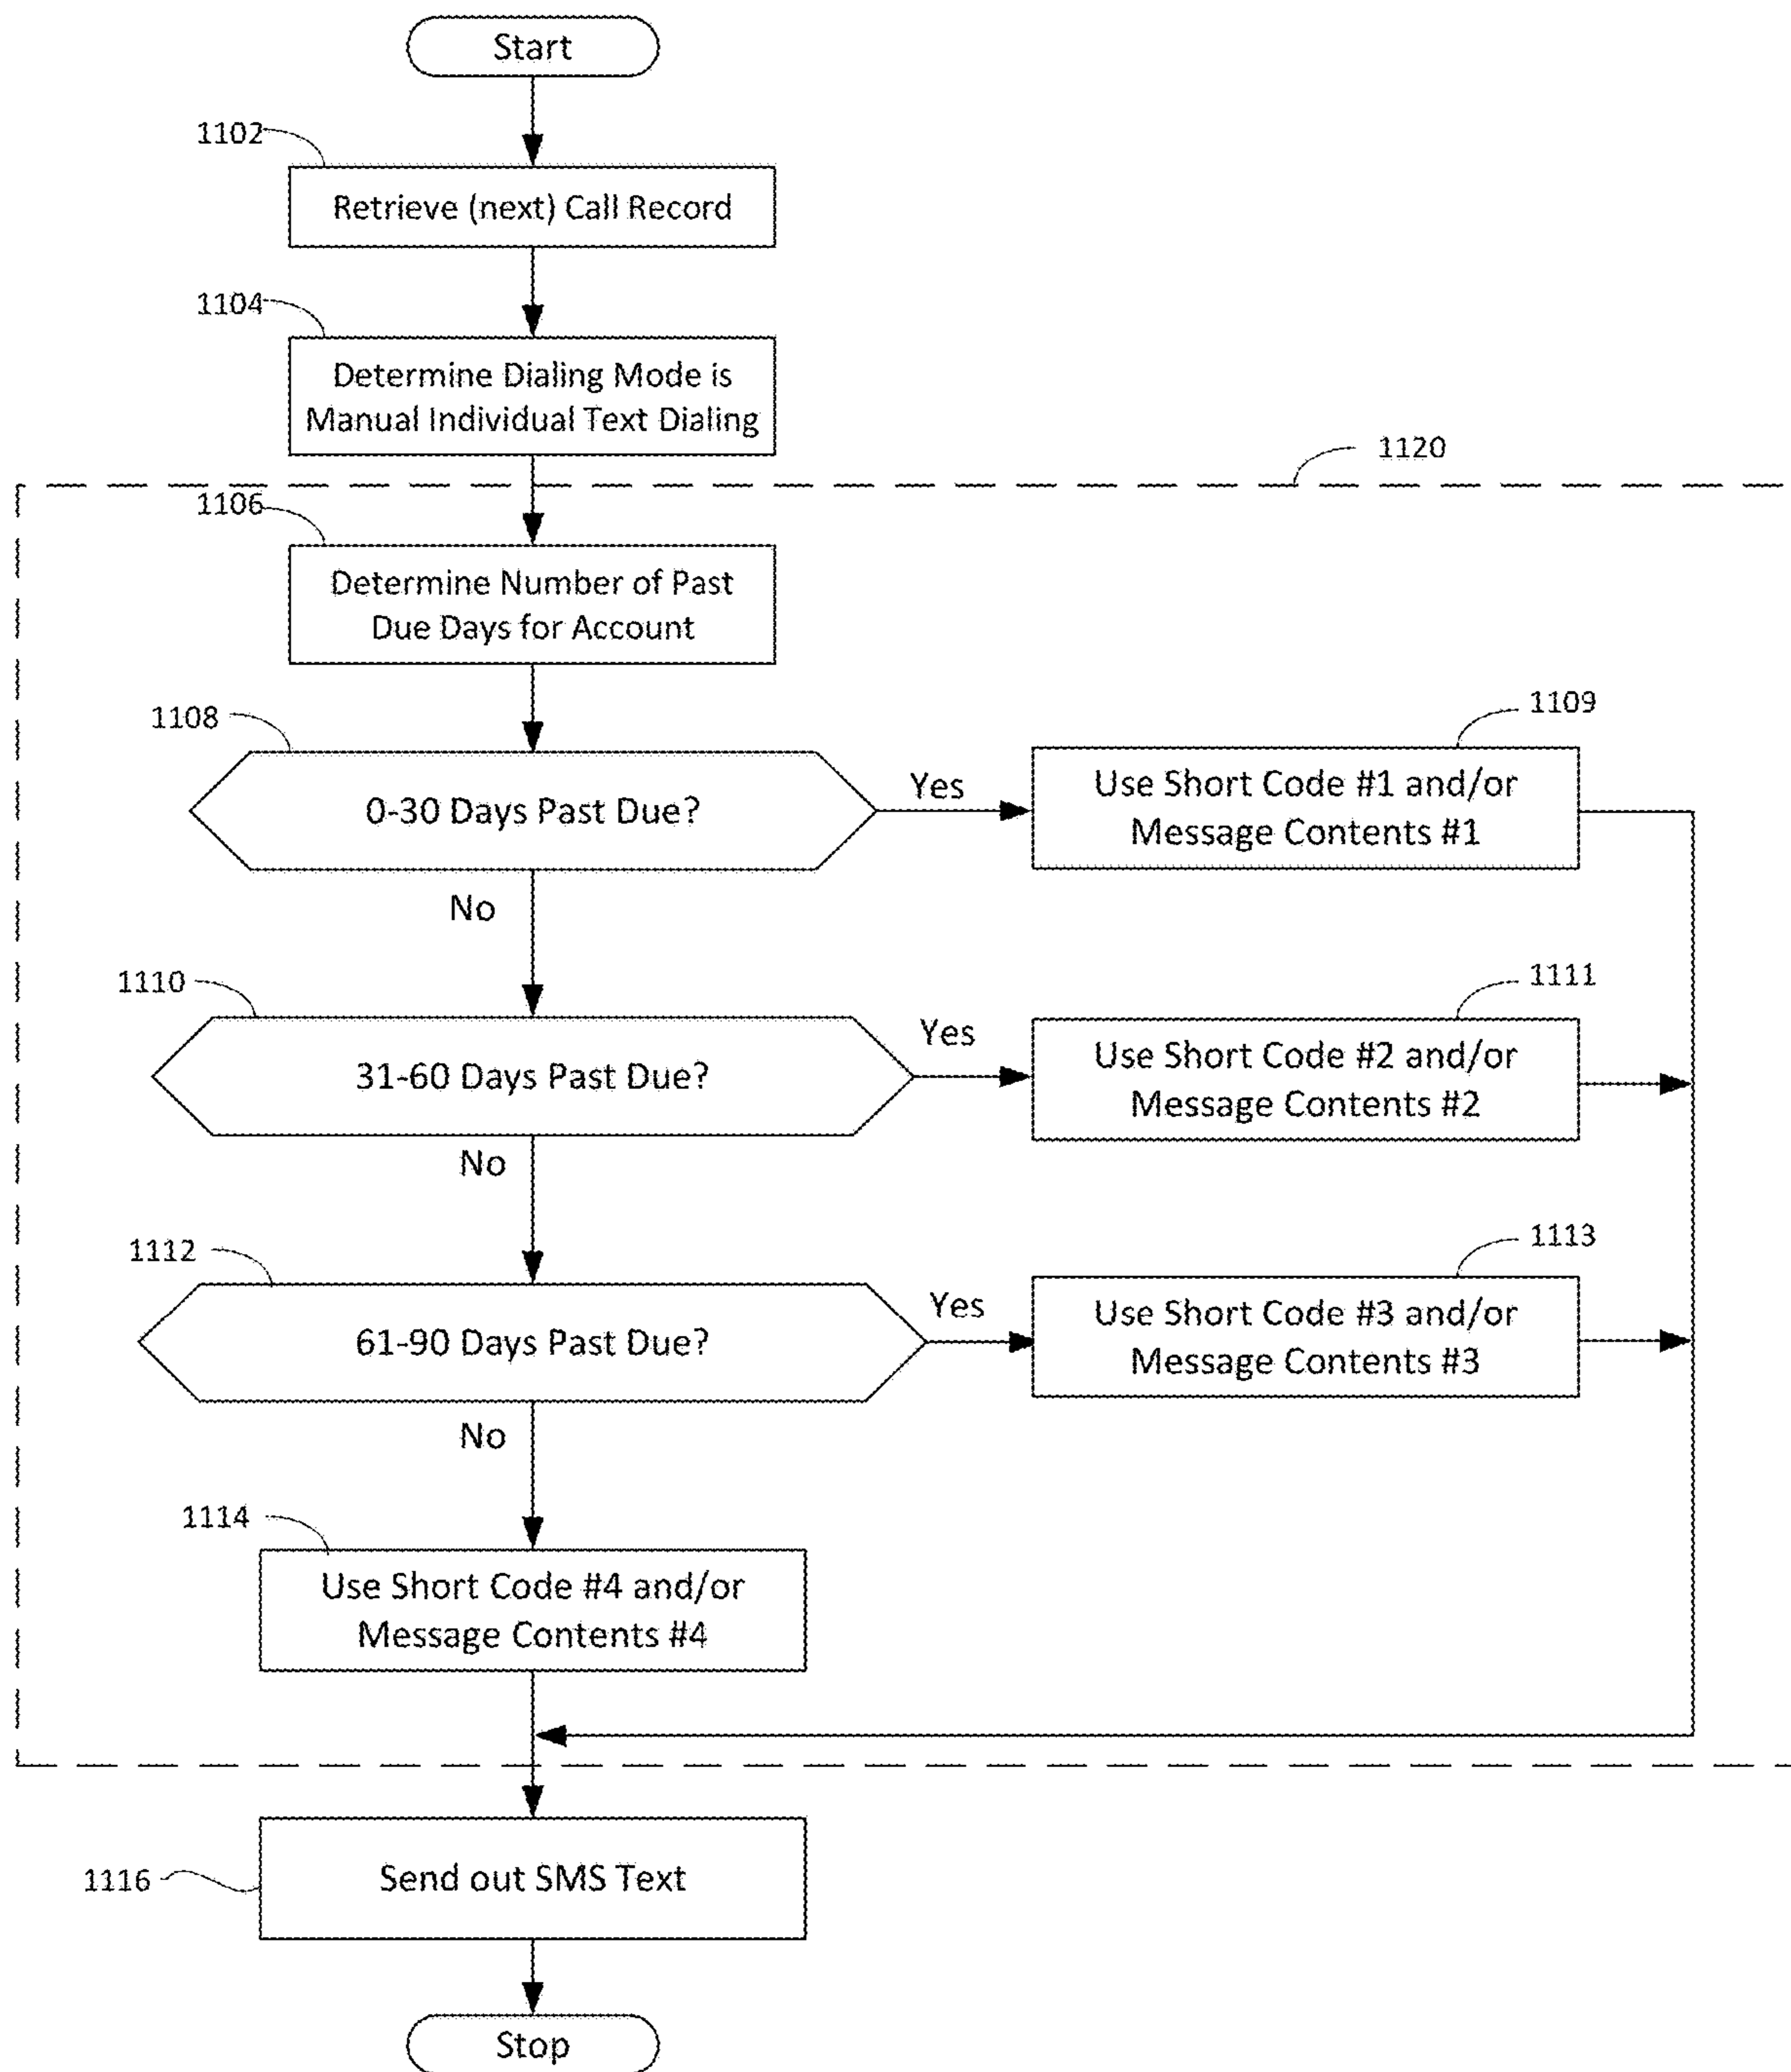 Start
1102
Retrieve (next) Call Record
1104
Determine Dialing Mode is
Manual Individual Text Dialing
1120
1106
Determine Number of Past
Due Days for Account
1108
0-30 Days Past Due?
Yes
1109
Use Short Code #1 and/or
Message Contents #1
No
1110
31-60 Days Past Due?
Yes
1111
Use Short Code #2 and/or
Message Contents #2
No
1112
61-90 Days Past Due?
Yes
1113
Use Short Code #3 and/or
Message Contents #3
No
1114
Use Short Code #4 and/or
Message Contents #4
1116
Send out SMS Text
Stop